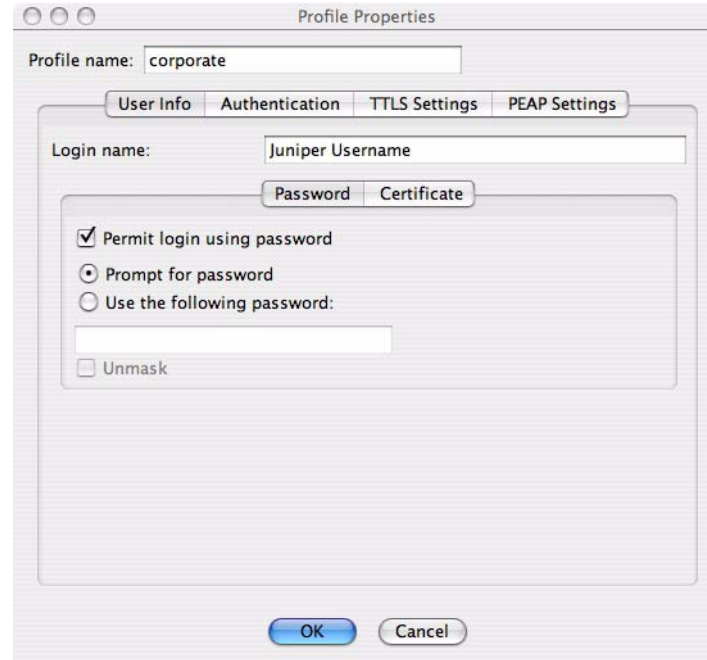 Profile Properties
Profile name: corporate
User Info Authentication TTLS Settings PEAP Settings
Login name: Juniper Username
Password Certificate
Permit login using password
Prompt for password
Use the following password:
Unmask
OK Cancel